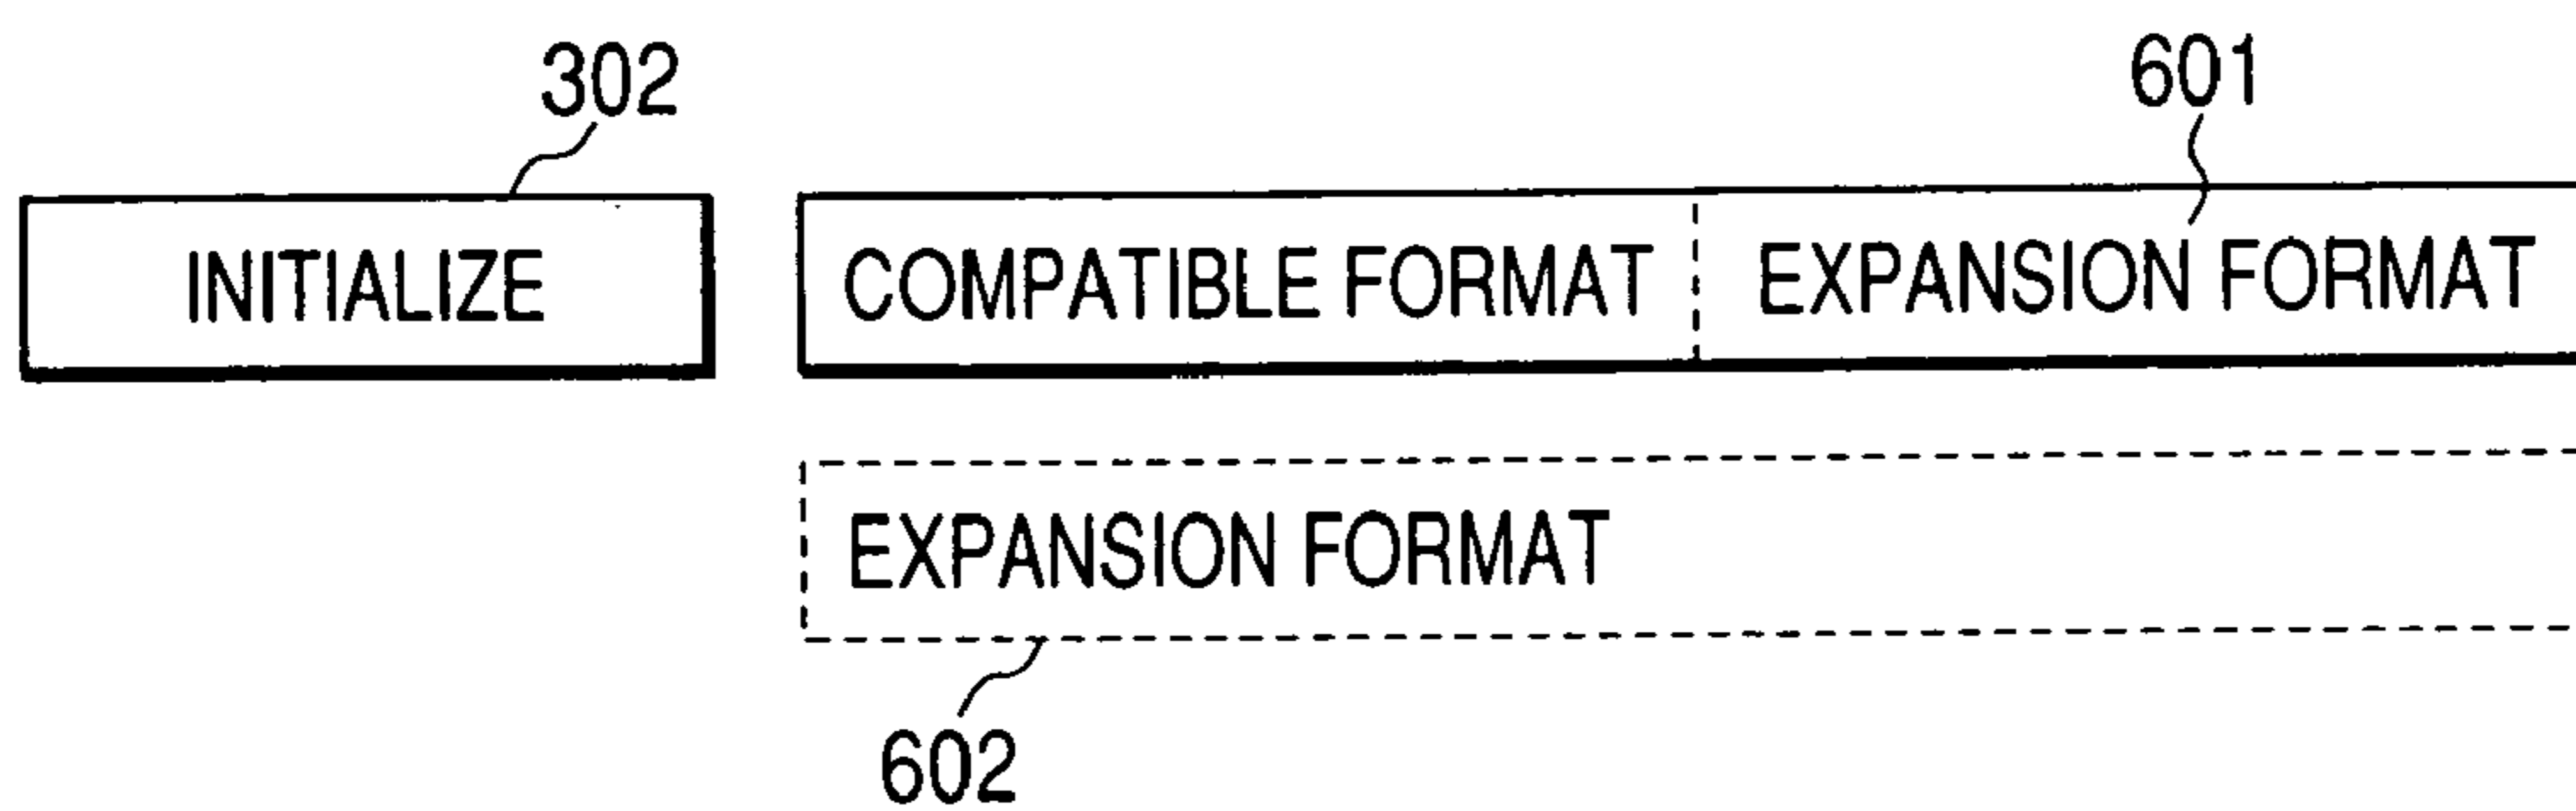 302
601
INITIALIZE
COMPATIBLE FORMAT
EXPANSION FORMAT
EXPANSION FORMAT
602